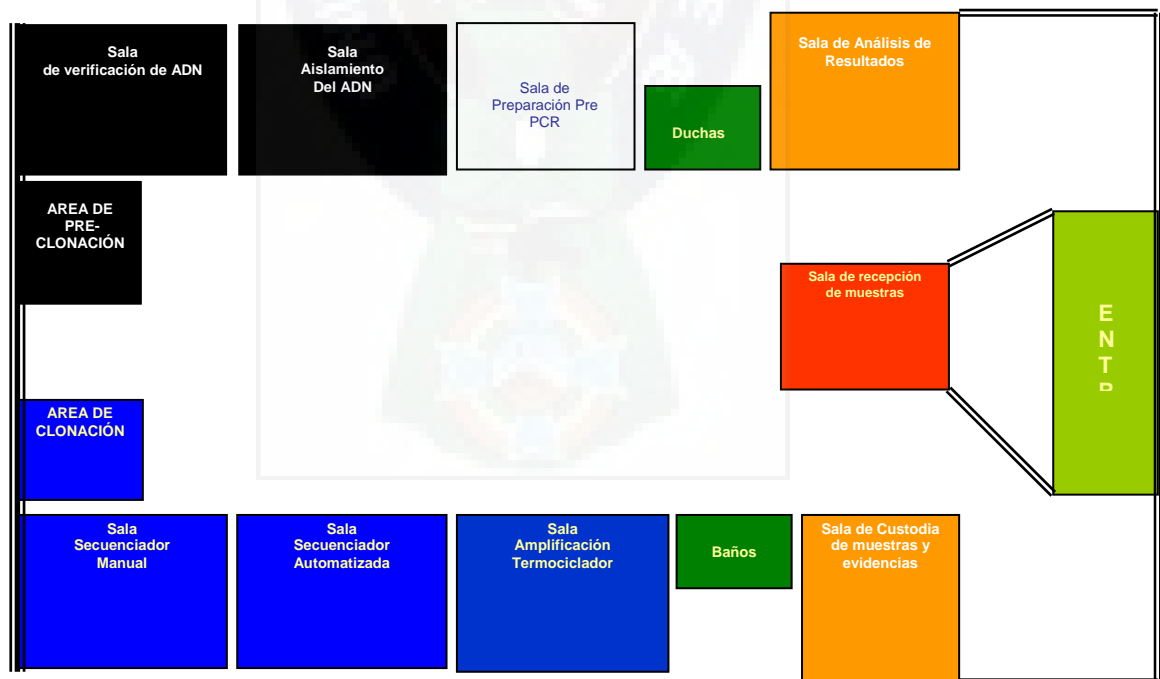 Sala
de verificación de ADN
Sala
Aislamiento
Del ADN
Sala de
Preparación Pre
PCR
Duchas
Sala de Análisis de
Resultados
AREA DE
PRE-
CLONACIÓN
Sala de recepción
de muestras
E
N
T
AREA DE
CLONACIÓN
Sala
Secuenciador
Manual
Sala
Secuenciador
Automatizada
Sala
Amplificación
Termociclador
Baños
Sala de Custodia
de muestras y
evidencias